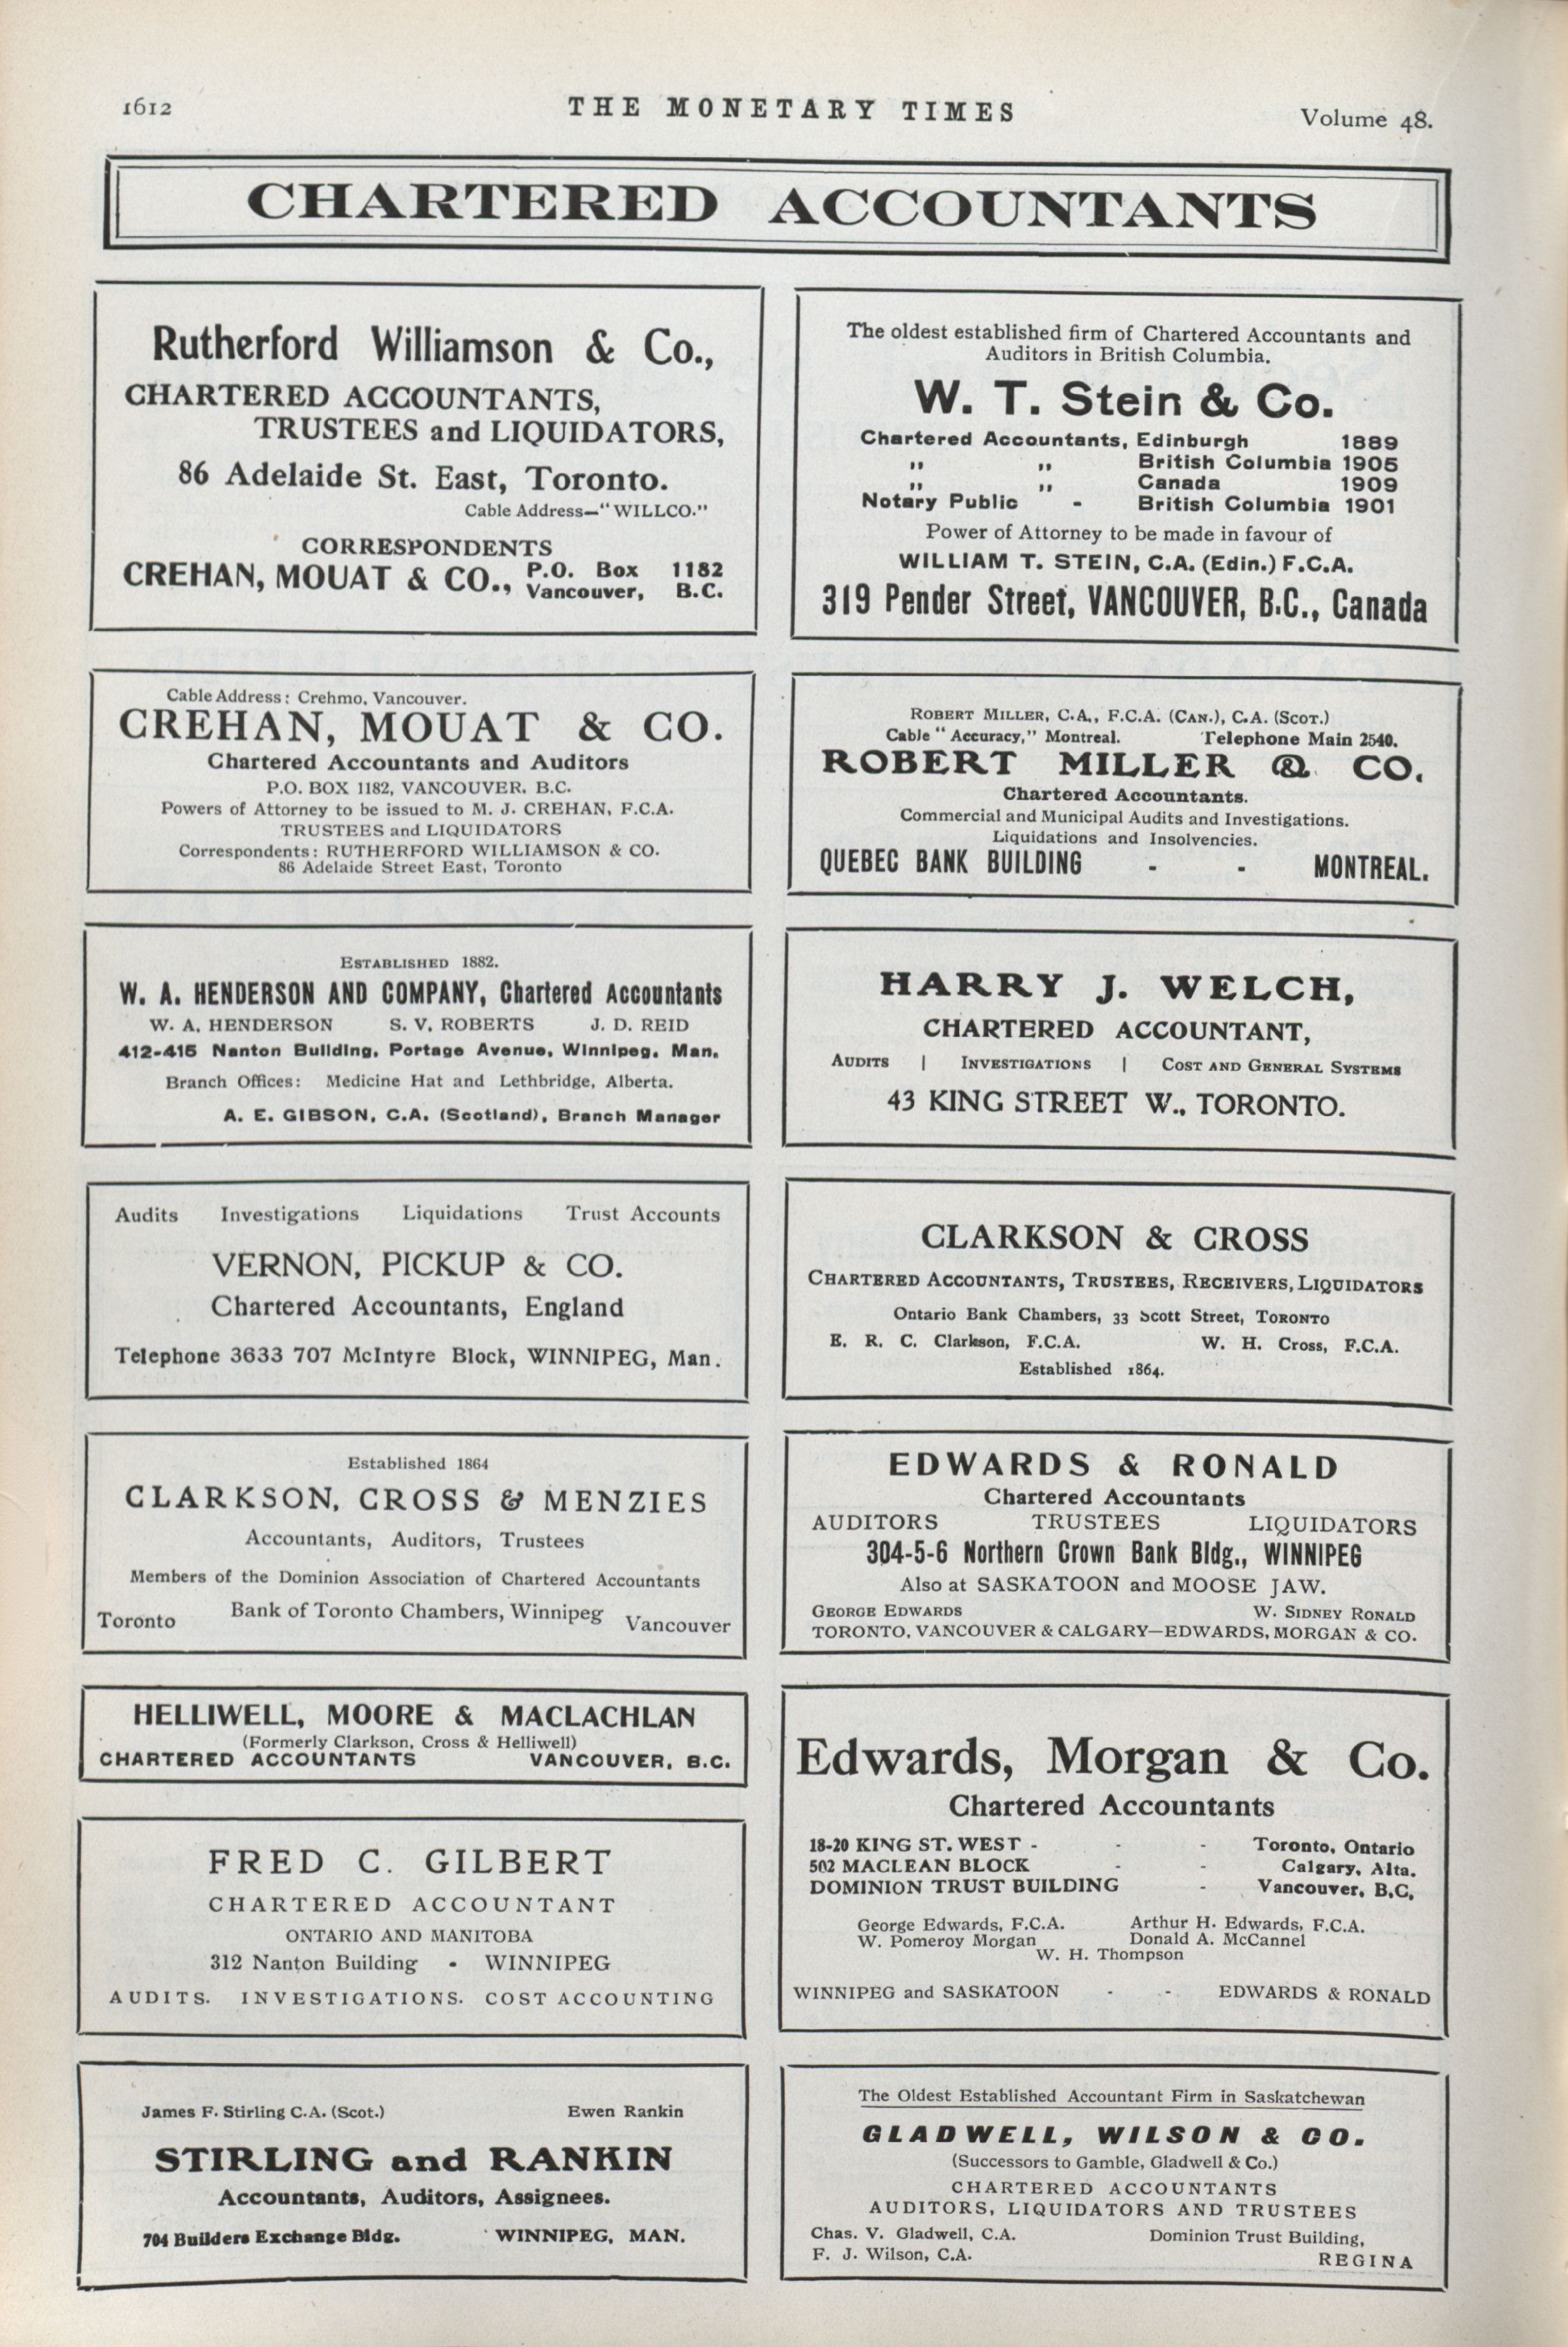 1612
THE MONETARY TIMES
Volume 48.
CHARTERED ACCOUNTANTS
Rutherford Williamson & Co.,
CHARTERED ACCOUNTANTS,
TRUSTEES and LIQUIDATORS,
86 Adelaide St. East, Toronto.
Cable Address—"WILLCO."
CORRESPONDENTS
CREHAN, MOUAT & CO., P.O. Box 1182
Vancouver, B.C.
The oldest established firm of Chartered Accountants and
Auditors in British Columbia.
W. T. Stein & Co.
Chartered Accountants, Edinburgh 1889
,, ,, British Columbia 1905
,, ,, Canada 1909
Notary Public - British Columbia 1901
Power of Attorney to be made in favour of
WILLIAM T. STEIN, C.A. (Edin.) F.C.A.
319 Pender Street, VANCOUVER, B.C., Canada
Cable Address: Crehmo, Vancouver.
CREHAN, MOUAT & CO.
Chartered Accountants and Auditors
P.O. BOX 1182, VANCOUVER, B.C.
Powers of Attorney to be issued to M. J. CREHAN, F.C.A.
TRUSTEES and LIQUIDATORS
Correspondents: RUTHERFORD WILLIAMSON & CO.
86 Adelaide Street East, Toronto
ROBERT MILLER, C.A., F.C.A. (CAN.), C.A. (SCOT.)
Cable "Accuracy," Montreal. Telephone Main 2540.
ROBERT MILLER & CO.
Chartered Accountants.
Commercial and Municipal Audits and Investigations.
Liquidations and Insolvencies.
QUEBEC BANK BUILDING - - MONTREAL.
ESTABLISHED 1882.
W. A. HENDERSON AND COMPANY, Chartered Accountants
W. A. HENDERSON S. V. ROBERTS J. D. REID
412-415 Nanton Building, Portage Avenue, Winnipeg, Man.
Branch Offices: Medicine Hat and Lethbridge, Alberta.
A. E. GIBSON, C.A. (Scotland), Branch Manager
HARRY J. WELCH,
CHARTERED ACCOUNTANT,
AUDITS | INVESTIGATIONS | COST AND GENERAL SYSTEMS
43 KING STREET W., TORONTO.
Audits Investigations Liquidations Trust Accounts
VERNON, PICKUP & CO.
Chartered Accountants, England
Telephone 3633 707 McIntyre Block, WINNIPEG, Man.
CLARKSON & CROSS
CHARTERED ACCOUNTANTS, TRUSTEES, RECEIVERS, LIQUIDATORS
Ontario Bank Chambers, 33 Scott Street, TORONTO
E. R. C. Clarkson, F.C.A. W. H. Cross, F.C.A.
Established 1864.
Established 1864
CLARKSON, CROSS & MENZIES
Accountants, Auditors, Trustees
Members of the Dominion Association of Chartered Accountants
Toronto Bank of Toronto Chambers, Winnipeg Vancouver
EDWARDS & RONALD
Chartered Accountants
AUDITORS TRUSTEES LIQUIDATORS
304-5-6 Northern Crown Bank Bldg., WINNIPEG
Also at SASKATOON and MOOSE JAW.
GEORGE EDWARDS W. SIDNEY RONALD
TORONTO, VANCOUVER & CALGARY—EDWARDS, MORGAN & CO.
HELLIWELL, MOORE & MACLACHLAN
(Formerly Clarkson, Cross & Helliwell)
CHARTERED ACCOUNTANTS VANCOUVER, B.C.
Edwards, Morgan & Co.
Chartered Accountants
18-20 KING ST. WEST - - - Toronto, Ontario
502 MACLEAN BLOCK - - Calgary, Alta.
DOMINION TRUST BUILDING - Vancouver, B.C.
George Edwards, F.C.A. Arthur H. Edwards, F.C.A.
W. Pomeroy Morgan Donald A. McCannel
W. H. Thompson
WINNIPEG and SASKATOON - - EDWARDS & RONALD
FRED C. GILBERT
CHARTERED ACCOUNTANT
ONTARIO AND MANITOBA
312 Nanton Building - WINNIPEG
AUDITS. INVESTIGATIONS. COST ACCOUNTING
James F. Stirling C.A. (Scot.) Ewen Rankin
STIRLING and RANKIN
Accountants, Auditors, Assignees.
704 Builders Exchange Bldg. WINNIPEG, MAN.
The Oldest Established Accountant Firm in Saskatchewan
GLADWELL, WILSON & CO.
(Successors to Gamble, Gladwell & Co.)
CHARTERED ACCOUNTANTS
AUDITORS, LIQUIDATORS AND TRUSTEES
Chas. V. Gladwell, C.A. Dominion Trust Building,
F. J. Wilson, C.A. REGINA